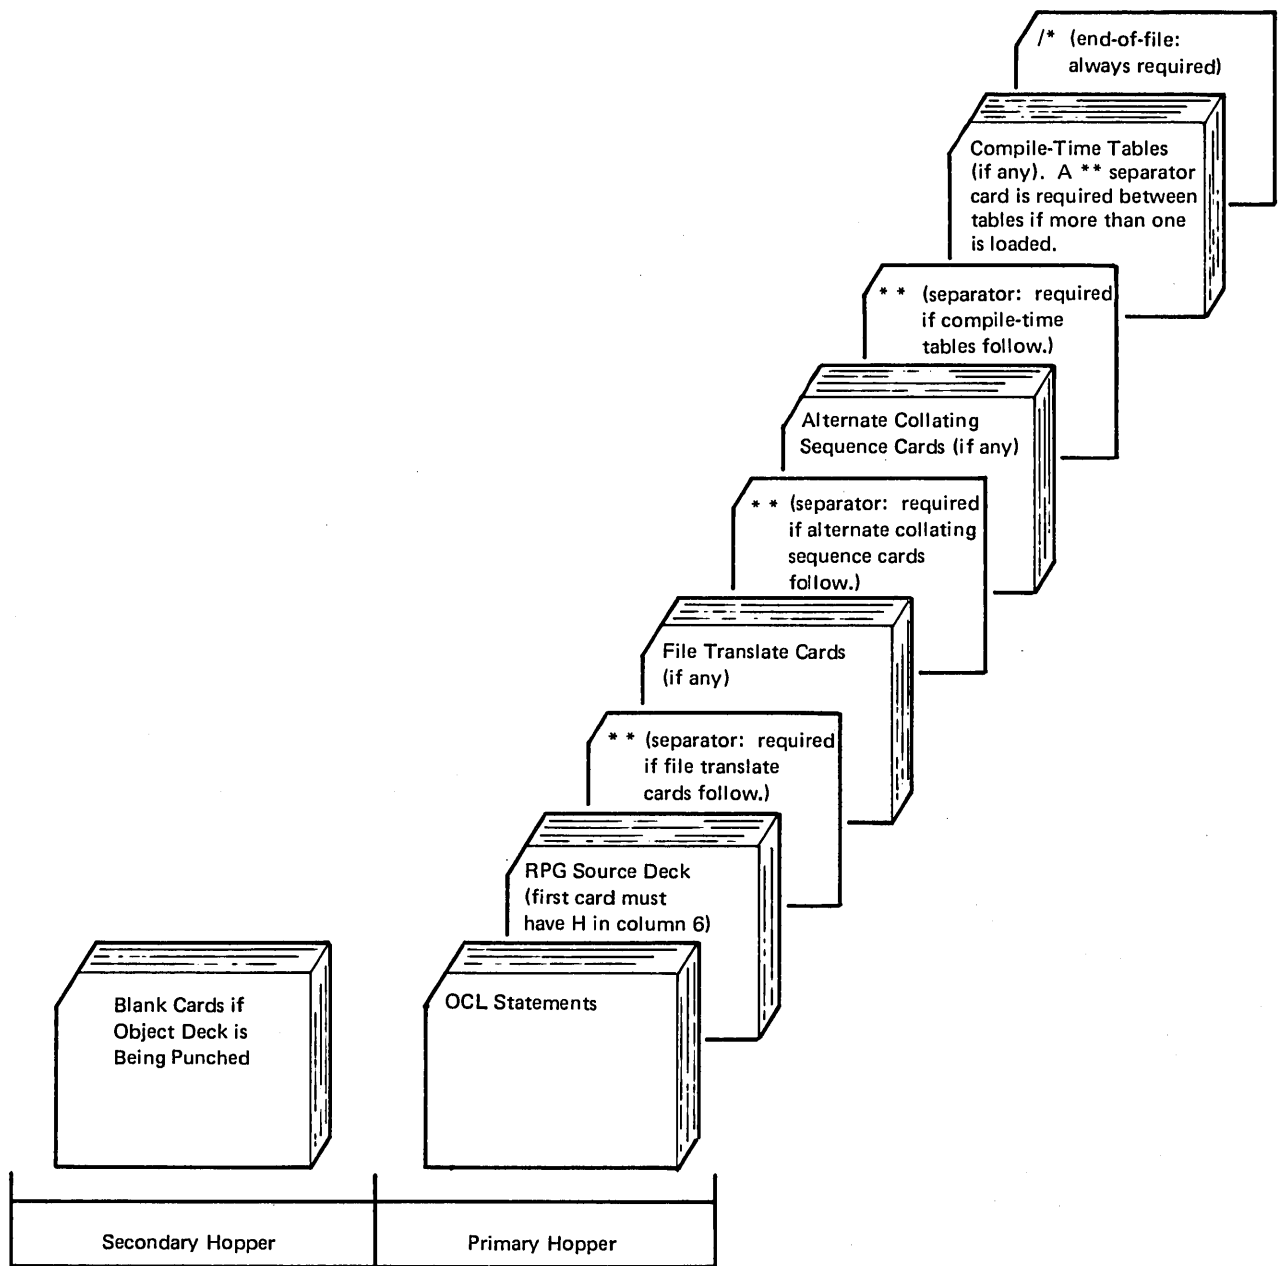 /* (end-of-file:
always required)
Compile-Time Tables
(if any). A ** separator
card is required between
tables if more than one
is loaded.
* * (separator: required
if compile-time
tables follow.)
Alternate Collating
Sequence Cards (if any)
* * (separator: required
if alternate collating
sequence cards
follow.)
File Translate Cards
(if any)
* * (separator: required
if file translate
cards follow.)
RPG Source Deck
(first card must
have H in column 6)
OCL Statements
Blank Cards if
Object Deck is
Being Punched
Secondary Hopper
Primary Hopper